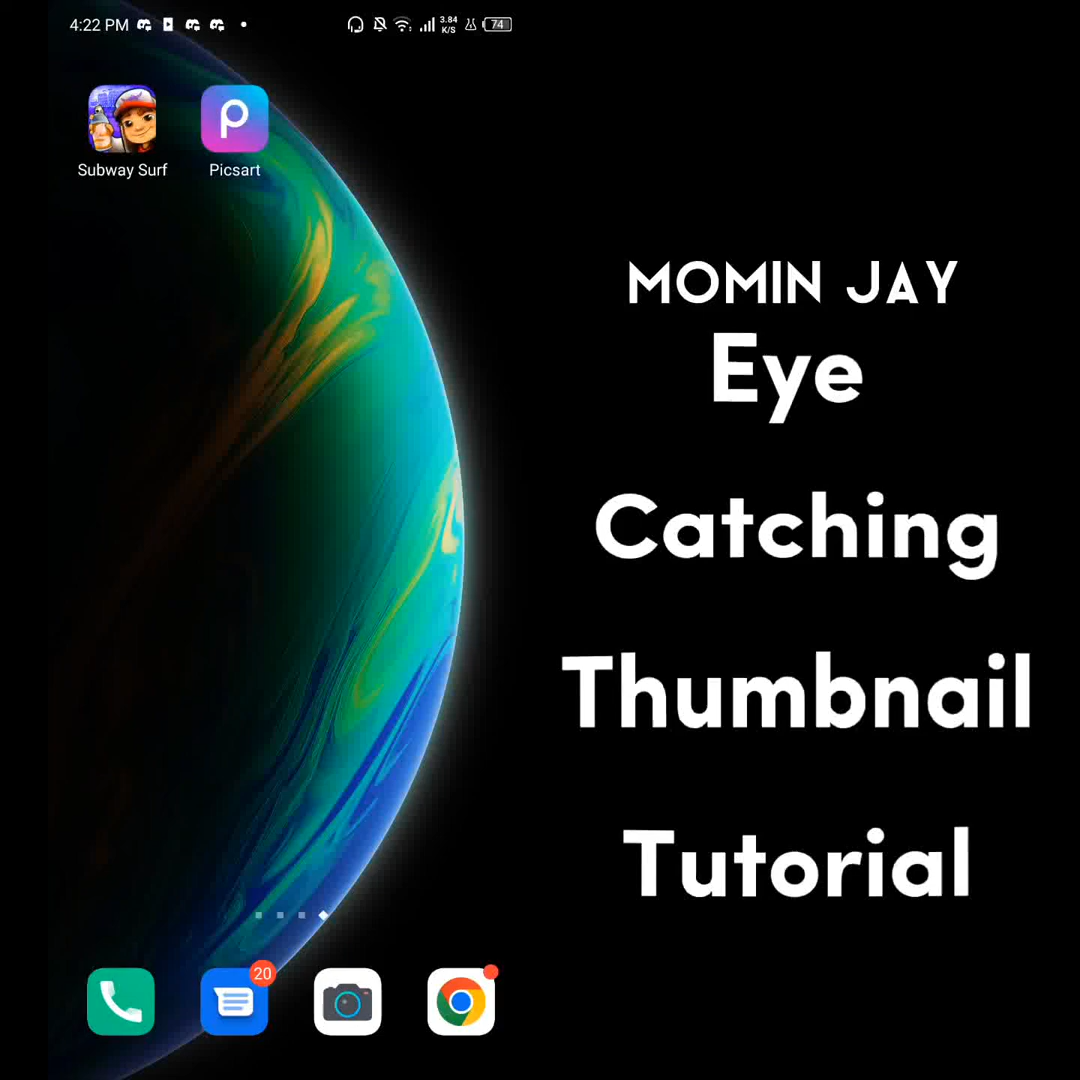 4:22 PM
3.84
K/S
74
Subway Surf
Picsart
20
MOMIN JAY
Eye
Catching
Thumbnail
Tutorial